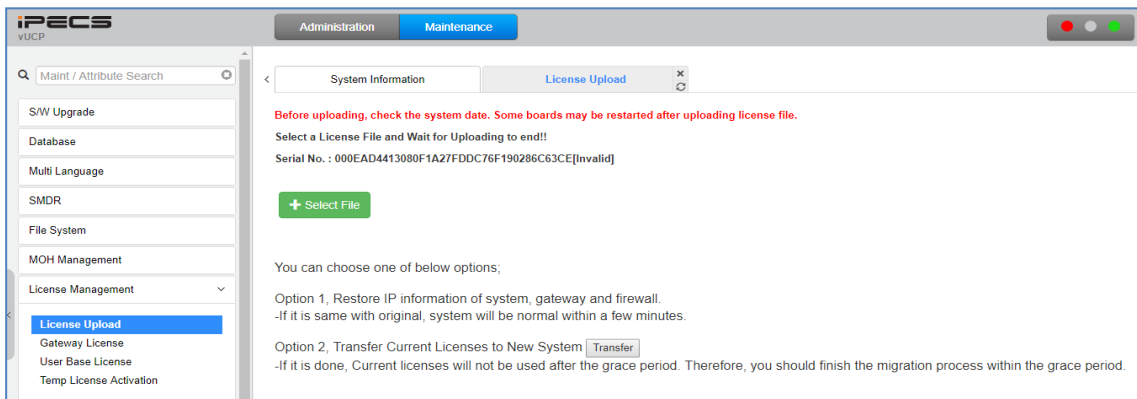 iPECS
vUCP
Administration
Maintenance
Maint / Attribute Search
S/W Upgrade
Database
Multi Language
SMDR
File System
MOH Management
License Management
License Upload
Gateway License
User Base License
Temp License Activation
System Information
License Upload
Before uploading, check the system date. Some boards may be restarted after uploading license file.
Select a License File and Wait for Uploading to end!!
Serial No. : 000EAD4413080F1A27FDDC76F190286C63CE[Invalid]
+ Select File
You can choose one of below options;
Option 1, Restore IP information of system, gateway and firewall.
-If it is same with original, system will be normal within a few minutes.
Option 2, Transfer Current Licenses to New System Transfer
-If it is done, Current licenses will not be used after the grace period. Therefore, you should finish the migration process within the grace period.